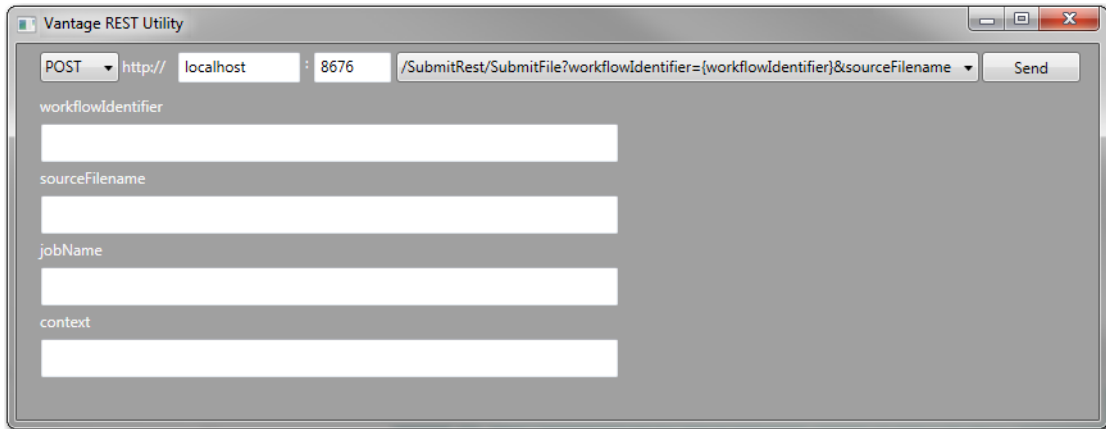 Vantage REST Utility
POST http:// localhost : 8676 /SubmitRest/SubmitFile?workflowIdentifier={workflowIdentifier}&sourceFilename Send
workflowIdentifier
sourceFilename
jobName
context